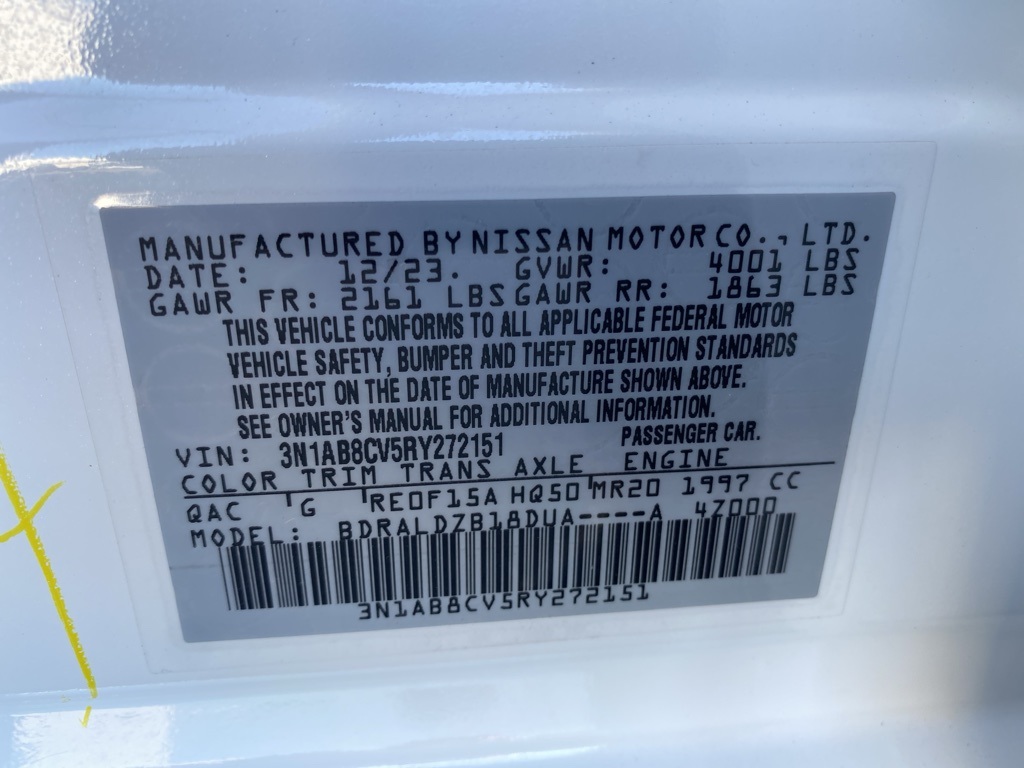 MANUFACTURED BY NISSAN MOTOR CO., LTD.
DATE: 12/23. GVWR: 4001 LBS
GAWR FR: 2161 LBS GAWR RR: 1863 LBS
THIS VEHICLE CONFORMS TO ALL APPLICABLE FEDERAL MOTOR
VEHICLE SAFETY, BUMPER AND THEFT PREVENTION STANDARDS
IN EFFECT ON THE DATE OF MANUFACTURE SHOWN ABOVE.
SEE OWNER'S MANUAL FOR ADDITIONAL INFORMATION.
VIN: 3N1AB8CV5RY272151 PASSENGER CAR.
COLOR TRIM TRANS AXLE ENGINE
QAC G RE0F15A HQ50 MR20 1997 CC
MODEL: BDRALDZB18DUA----A 4Z000
3N1AB8CV5RY272151